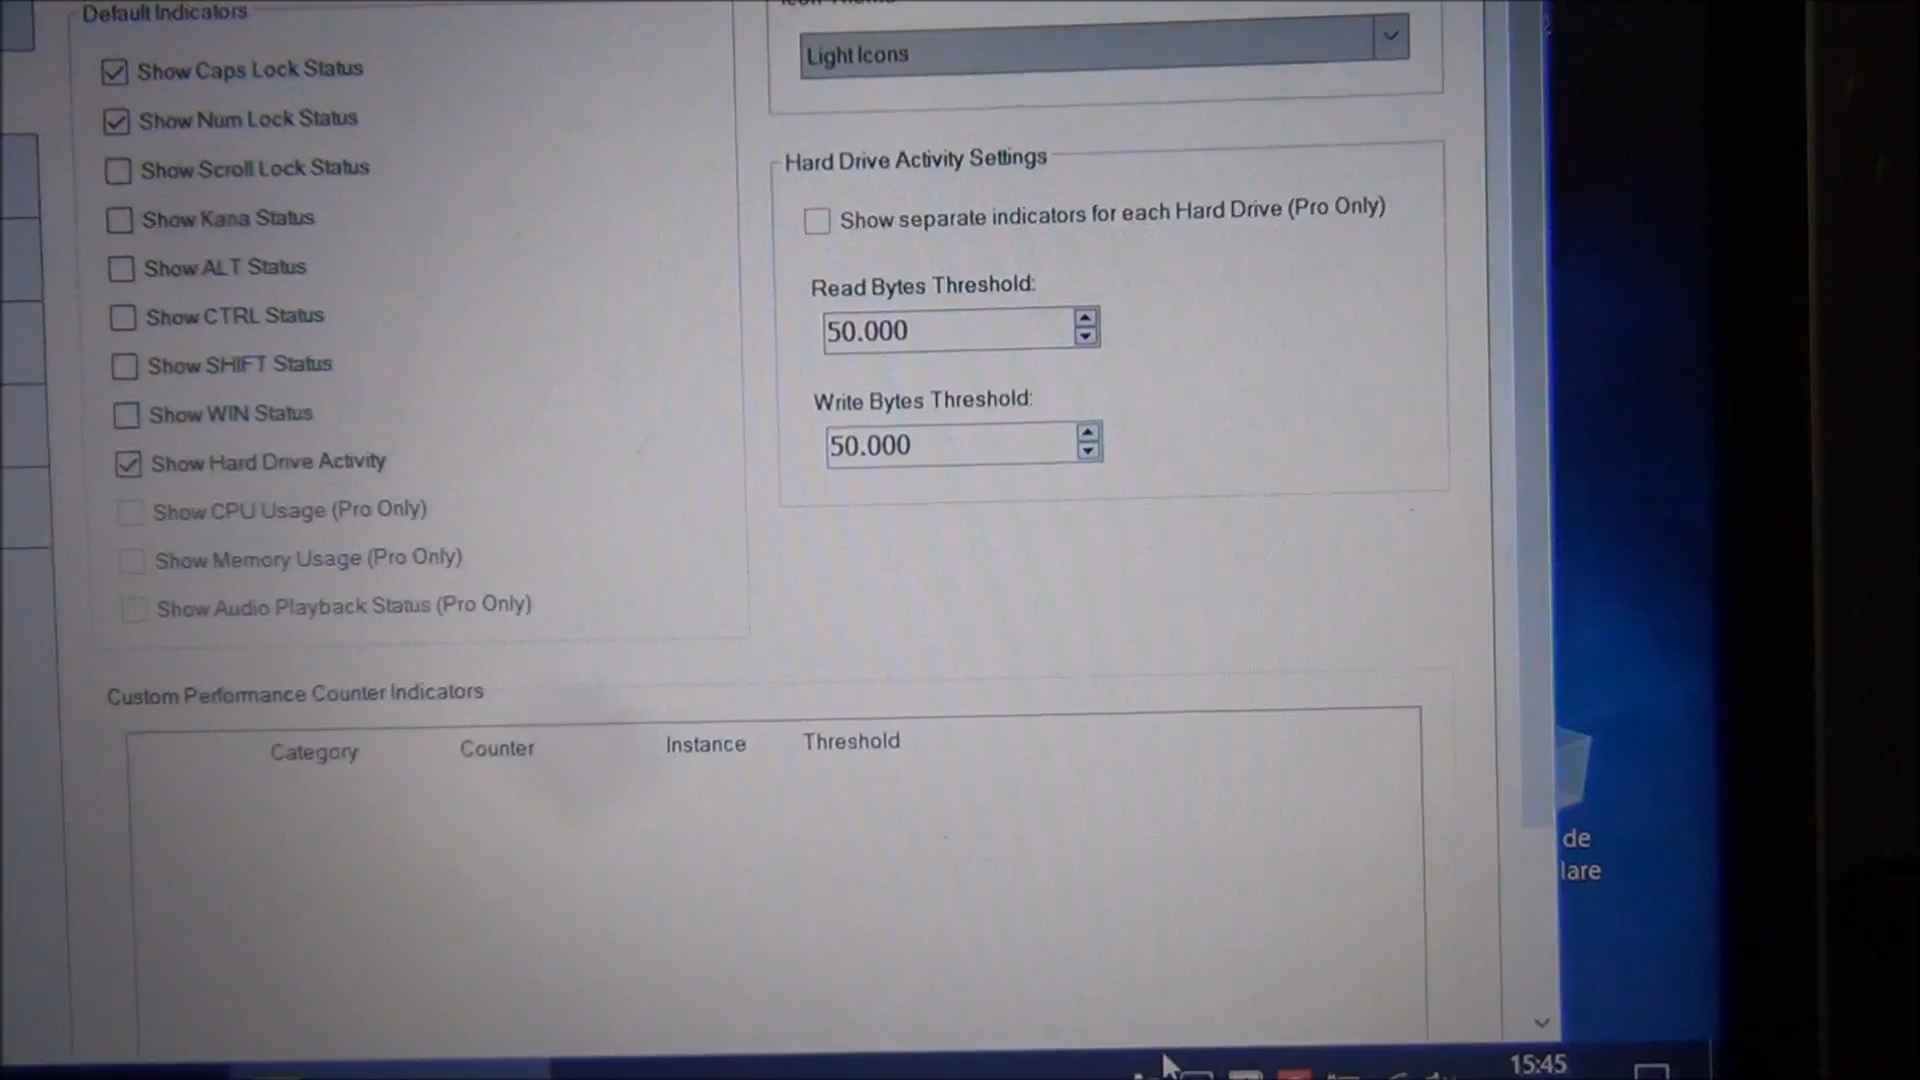 Default Indicators
Show Caps Lock Status
Show Num Lock Status
Show Scroll Lock Status
Show Kana Status
Show ALT Status
Show CTRL Status
Show SHIFT Status
Show WIN Status
Show Hard Drive Activity
Show CPU Usage (Pro Only)
Show Memory Usage (Pro Only)
Show Audio Playback Status (Pro Only)
Light Icons
Hard Drive Activity Settings
Show separate indicators for each Hard Drive (Pro Only)
Read Bytes Threshold:
50.000
Write Bytes Threshold:
50.000
Custom Performance Counter Indicators
Category Counter Instance Threshold
de
lare
15:45